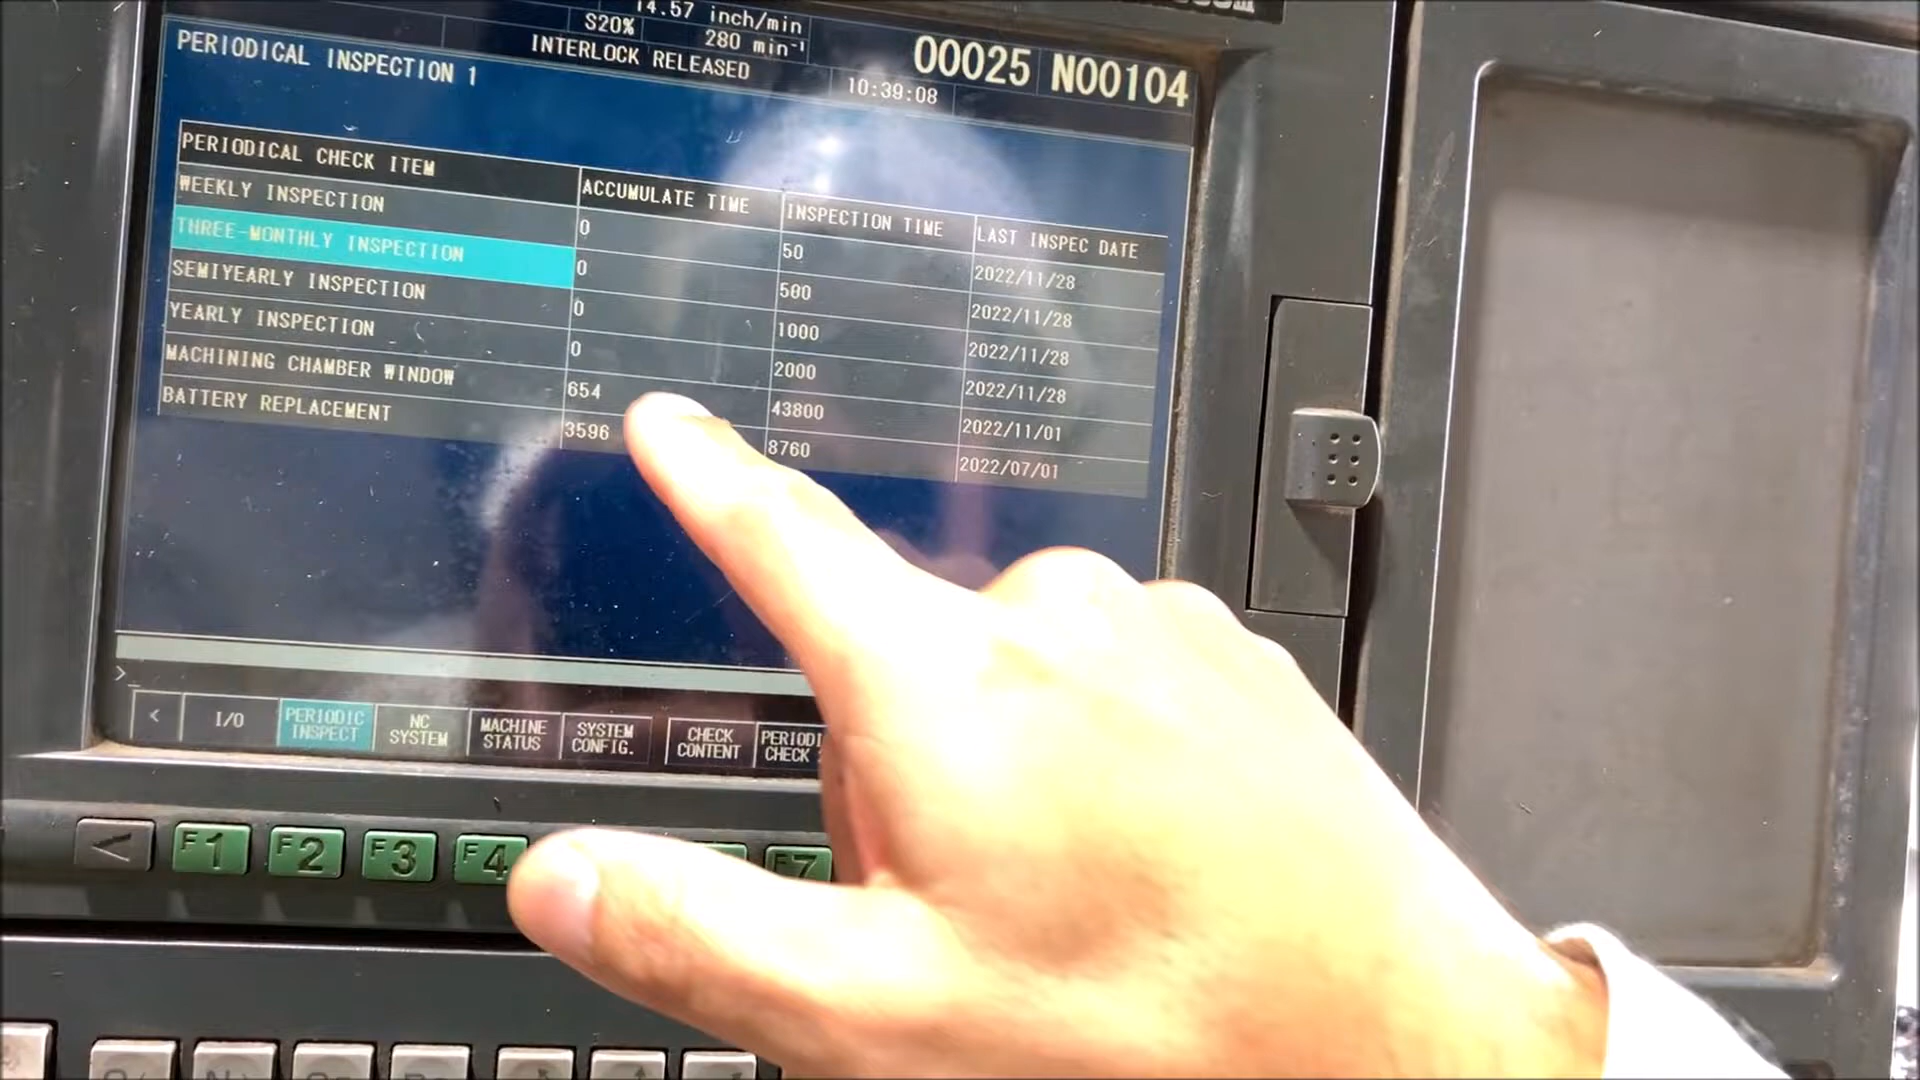 14.57 inch/min
S20% 280 min⁻¹
INTERLOCK RELEASED
O0025 N00104
10:39:08
PERIODICAL INSPECTION 1
PERIODICAL CHECK ITEM ACCUMULATE TIME INSPECTION TIME LAST INSPEC DATE
WEEKLY INSPECTION 0 50 2022/11/28
THREE-MONTHLY INSPECTION 0 500 2022/11/28
SEMIYEARLY INSPECTION 0 1000 2022/11/28
YEARLY INSPECTION 0 2000 2022/11/28
MACHINING CHAMBER WINDOW 654 43800 2022/11/01
BATTERY REPLACEMENT 3596 8760 2022/07/01
>_
< I/O PERIODIC INSPECT NC SYSTEM MACHINE STATUS SYSTEM CONFIG. CHECK CONTENT PERIODI CHECK
< F1 F2 F3 F4 F7